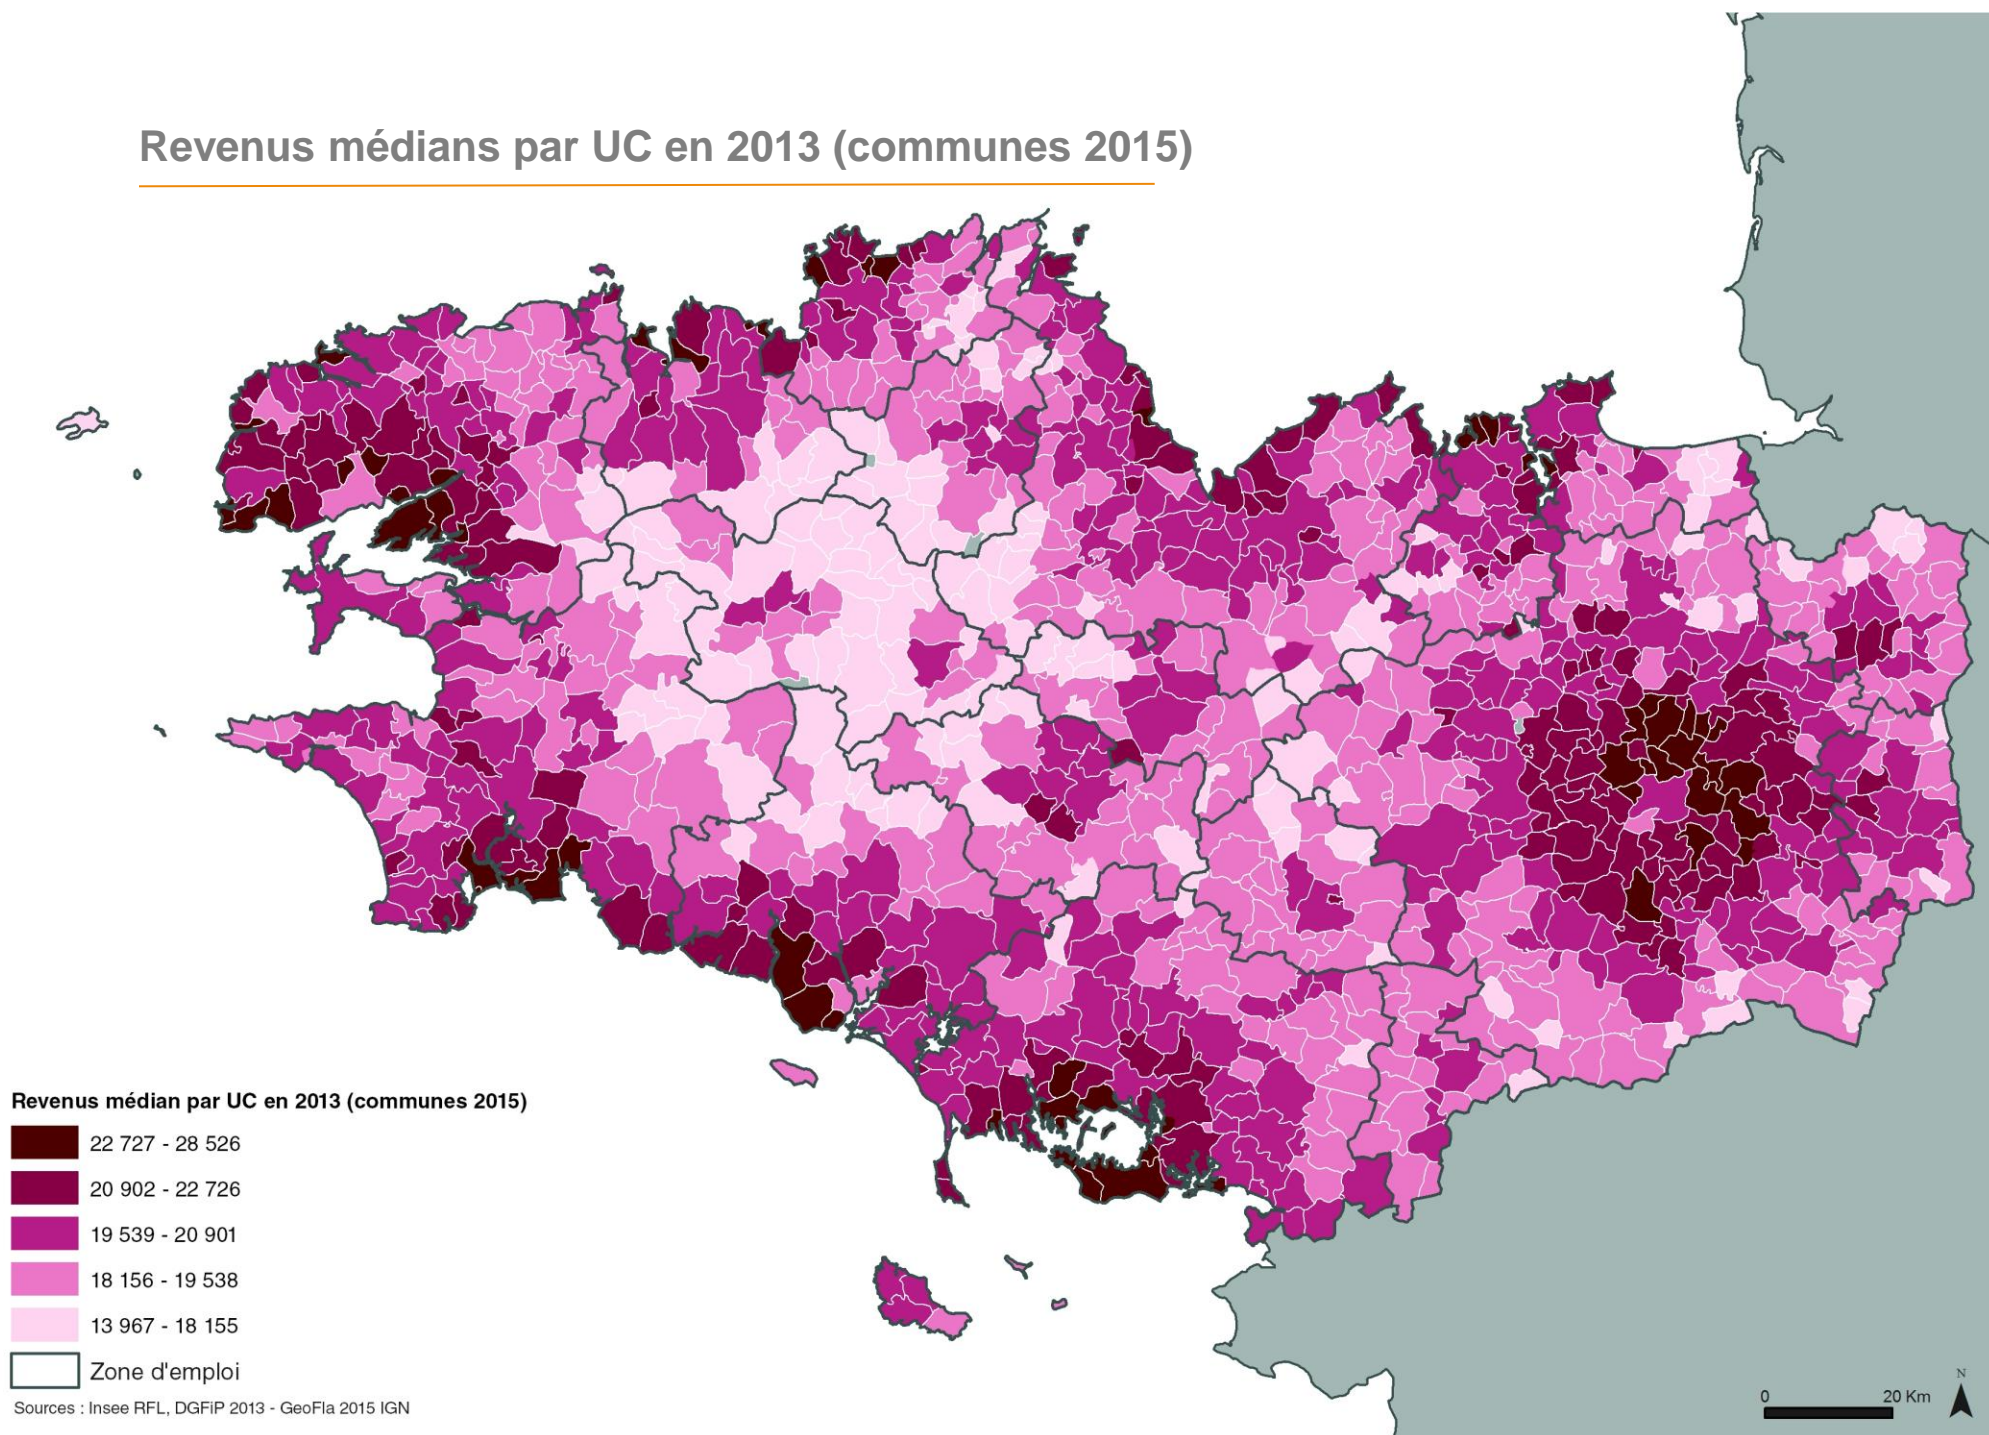 Revenus médians par UC en 2013 (communes 2015)
Revenus médian par UC en 2013 (communes 2015)
22 727 - 28 526
20 902 - 22 726
19 539 - 20 901
18 156 - 19 538
13 967 - 18 155
Zone d'emploi
Sources : Insee RFL, DGFiP 2013 - GeoFla 2015 IGN
0 20 Km
N